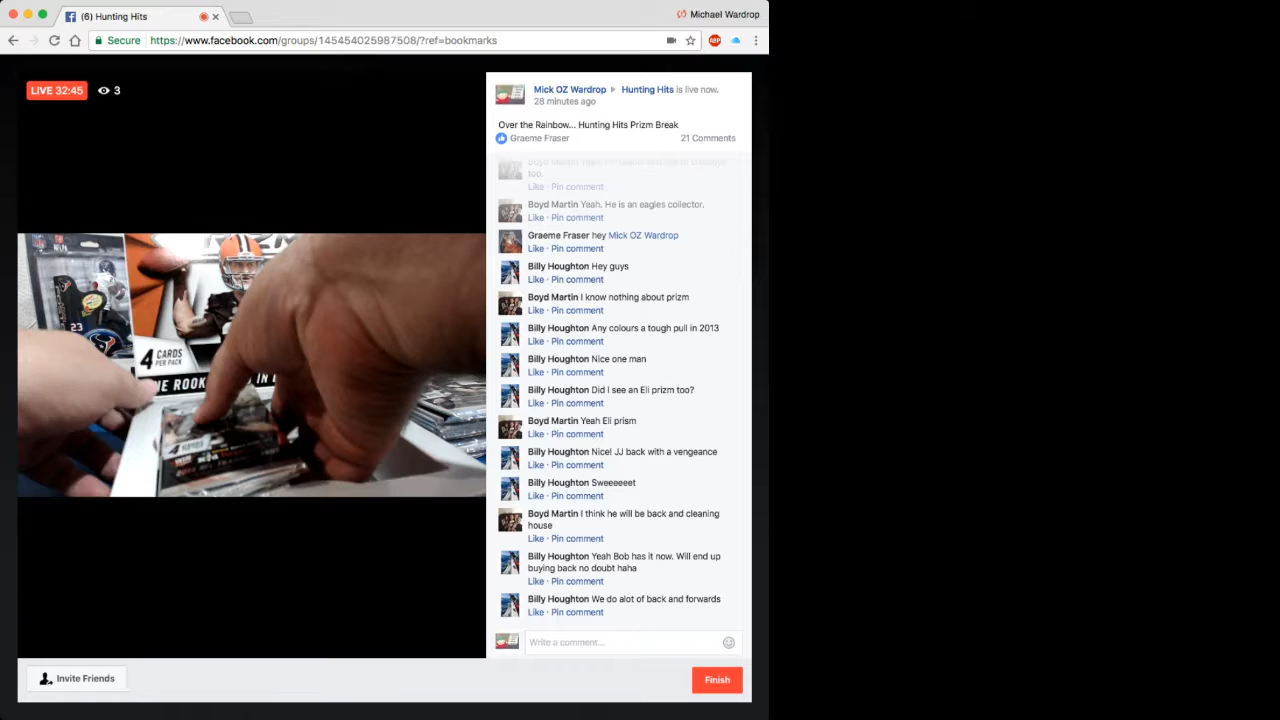 (6) Hunting Hits
Michael Wardrop
Secure https://www.facebook.com/groups/145454025987508/?ref=bookmarks
ABP
LIVE 32:45
3
Mick OZ Wardrop Hunting Hits is live now.
28 minutes ago
Over the Rainbow... Hunting Hits Prizm Break
Graeme Fraser
21 Comments
too.
Like · Pin comment
Boyd Martin Yeah. He is an eagles collector.
Like · Pin comment
Graeme Fraser hey Mick OZ Wardrop
Like · Pin comment
Billy Houghton Hey guys
Like · Pin comment
Boyd Martin I know nothing about prizm
Like · Pin comment
Billy Houghton Any colours a tough pull in 2013
Like · Pin comment
Billy Houghton Nice one man
Like · Pin comment
Billy Houghton Did I see an Eli prizm too?
Like · Pin comment
Boyd Martin Yeah Eli prism
Like · Pin comment
Billy Houghton Nice! JJ back with a vengeance
Like · Pin comment
Billy Houghton Sweeeeeet
Like · Pin comment
Boyd Martin I think he will be back and cleaning
house
Like · Pin comment
Billy Houghton Yeah Bob has it now. Will end up
buying back no doubt haha
Like · Pin comment
Billy Houghton We do alot of back and forwards
Like · Pin comment
Write a comment...
Invite Friends
Finish
23
4 CARDS
PER PACK